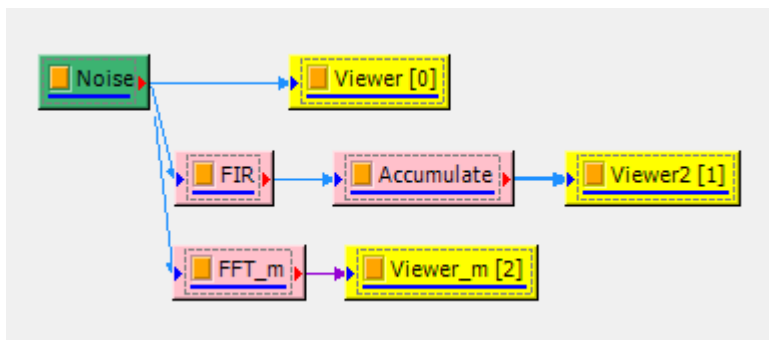 Noise
Viewer [0]
FIR
Accumulate
Viewer2 [1]
FFT_m
Viewer_m [2]